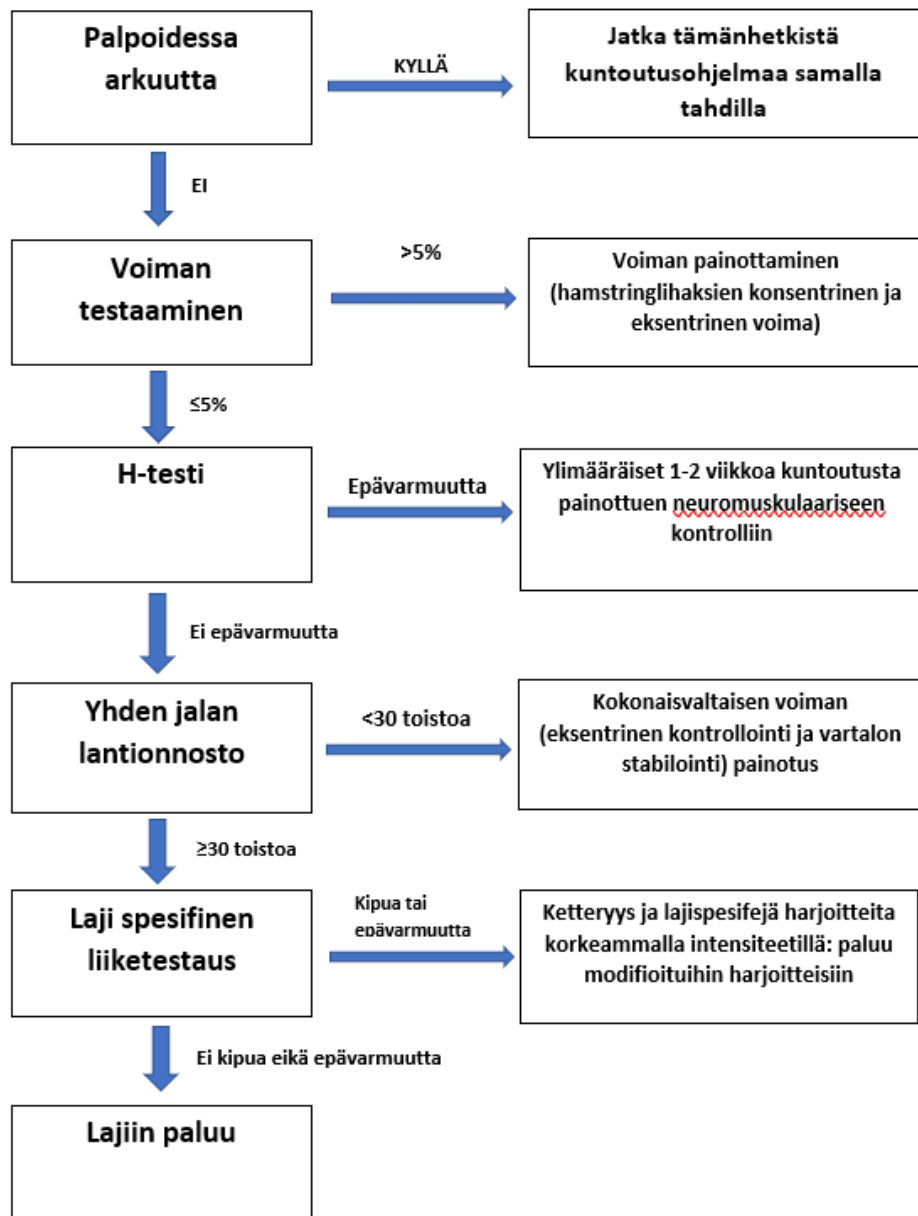 Palpoidessa
arkuutta
KYLLÄ
Jatka tämänhetkistä
kuntoutusohjelmaa samalla
tahdilla
EI
Voiman
testaaminen
>5%
Voiman painottaminen
(hamstringlihaksien konsentrinen ja
eksentrinen voima)
≤5%
H-testi
Epävarmuutta
Ylimääräiset 1-2 viikkoa kuntoutusta
painottuen neuromuskulaariseen
kontrolliin
Ei epävarmuutta
Yhden jalan
lantionnosto
<30 toistoa
Kokonaisvaltaisen voiman
(eksentrinen kontrollointi ja vartalon
stabilointi) painotus
≥30 toistoa
Laji spesifinen
liiketestaus
Kipua tai
epävarmuutta
Ketteryys ja lajispesifejä harjoitteita
korkeammalla intensiteetillä: paluu
modifioituihin harjoitteisiin
Ei kipua eikä epävarmuutta
Lajiin paluu